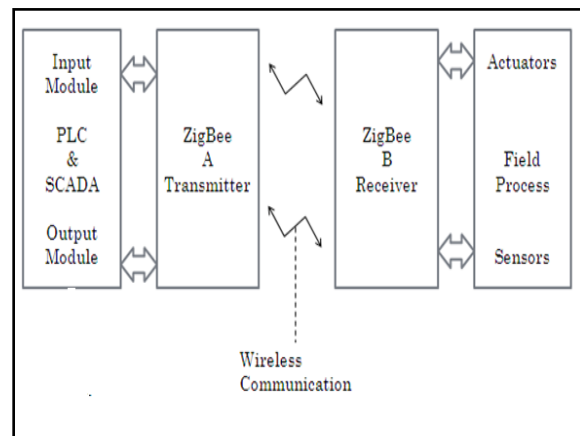 Input
Module
PLC
&
SCADA
Output
Module
ZigBee
A
Transmitter
ZigBee
B
Receiver
Actuators
Field
Process
Sensors
Wireless
Communication